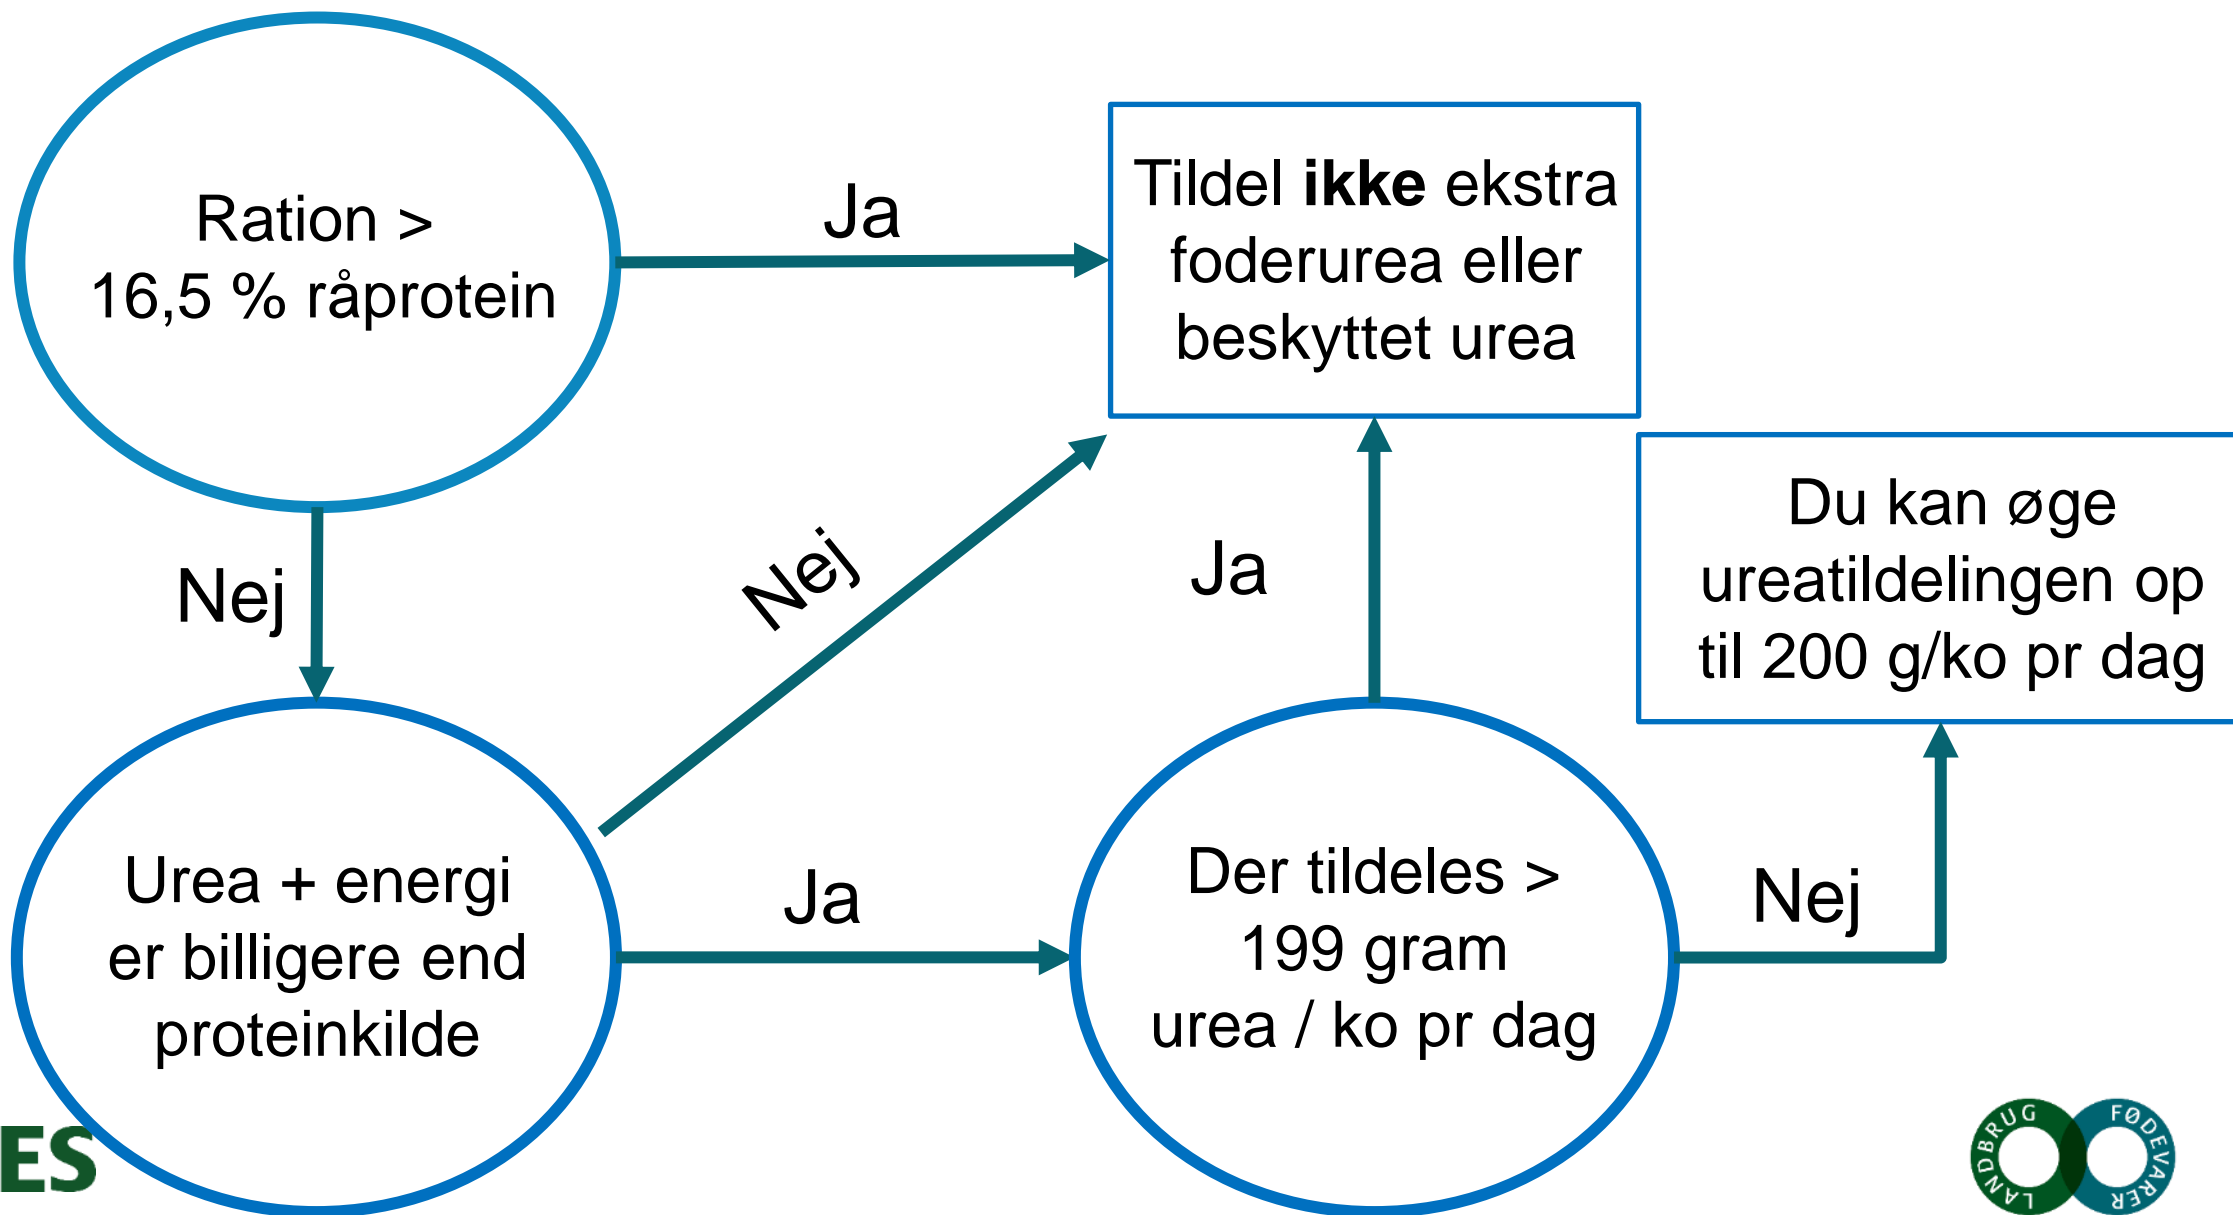 Ration >
16,5 % råprotein
Ja
Tildel ikke ekstra
foderurea eller
beskyttet urea
Nej
Nej
Ja
Du kan øge
ureatildelingen op
til 200 g/ko pr dag
Urea + energi
er billigere end
proteinkilde
Ja
Der tildeles >
199 gram
urea / ko pr dag
Nej
ES
LANDBRUG
FØDEVARER